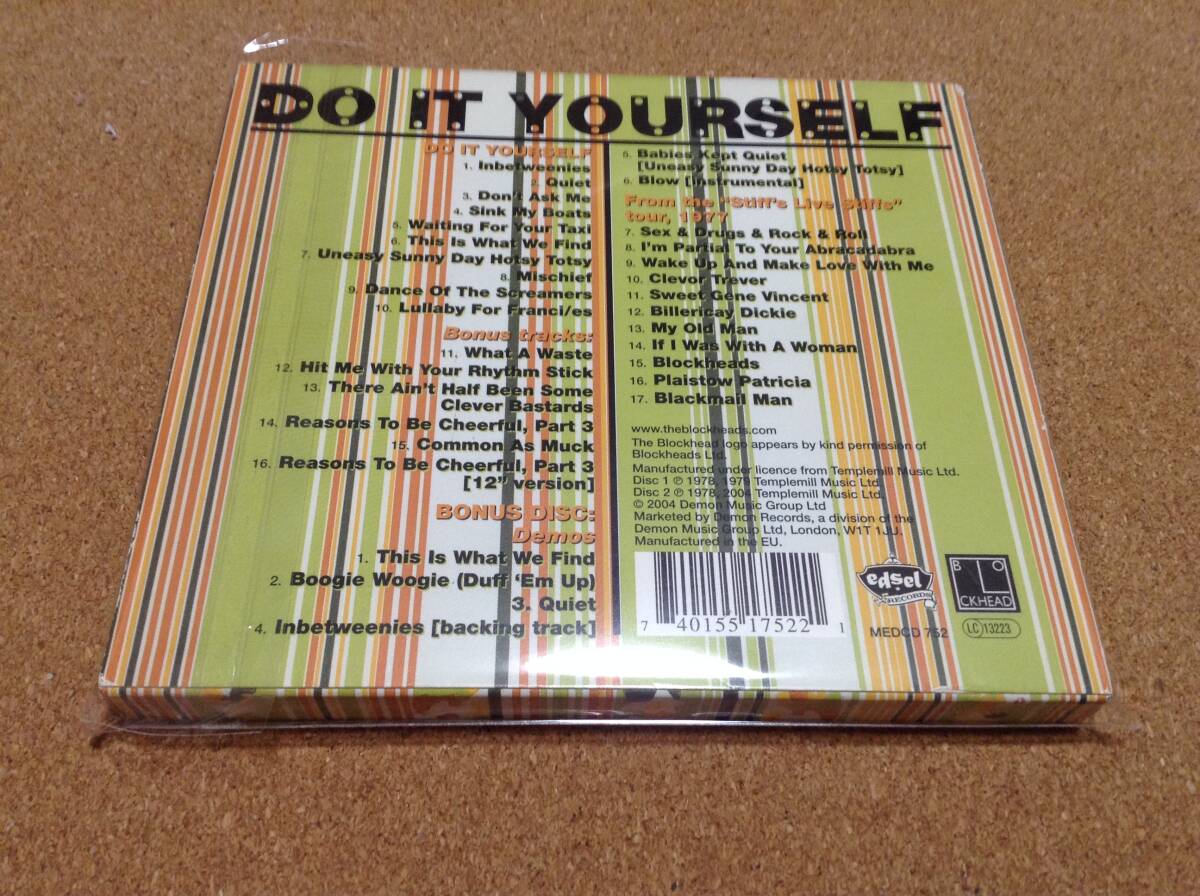 DO IT YOURSELF
DO IT YOURSELF
1. Inbetweenies
2. Quiet
3. Don't Ask Me
4. Sink My Boats
5. Waiting For Your Taxi
6. This Is What We Find
7. Uneasy Sunny Day Hotsy Totsy
8. Mischief
9. Dance Of The Screamers
10. Lullaby For Franci/es
Bonus tracks:
11. What A Waste
12. Hit Me With Your Rhythm Stick
13. There Ain't Half Been Some
Clever Bastards
14. Reasons To Be Cheerful, Part 3
15. Common As Muck
16. Reasons To Be Cheerful, Part 3
[12" version]
BONUS DISC:
Demos
1. This Is What We Find
2. Boogie Woogie (Duff 'Em Up)
3. Quiet
4. Inbetweenies [backing track]
5. Babies Kept Quiet
[Uneasy Sunny Day Hotsy Totsy]
6. Blow [instrumental]
From the "Stiff's Live Stiffs"
tour, 1977
7. Sex & Drugs & Rock & Roll
8. I'm Partial To Your Abracadabra
9. Wake Up And Make Love With Me
10. Clevor Trever
11. Sweet Gene Vincent
12. Billericay Dickie
13. My Old Man
14. If I Was With A Woman
15. Blockheads
16. Plaistow Patricia
17. Blackmail Man
www.theblockheads.com
The Blockhead logo appears by kind permission of
Blockheads Ltd.
Manufactured under licence from Templemill Music Ltd.
Disc 1 ℗ 1978, 1979 Templemill Music Ltd.
Disc 2 ℗ 1978, 2004 Templemill Music Ltd.
© 2004 Demon Music Group Ltd
Marketed by Demon Records, a division of the
Demon Music Group Ltd, London, W1T 1JU.
Manufactured in the EU.
7 40155 17522 1
edsel
RECORDS
MEDCD 752
BLO
CKHEAD
LC 13223